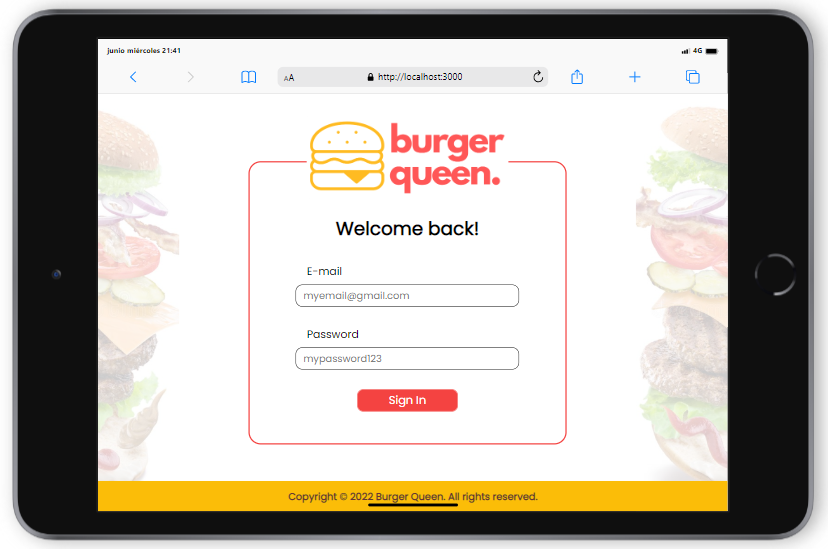 junio miércoles 21:41
4G
AA
http://localhost:3000
burger
queen.
Welcome back!
E-mail
myemail@gmail.com
Password
mypassword123
Sign In
Copyright © 2022 Burger Queen. All rights reserved.